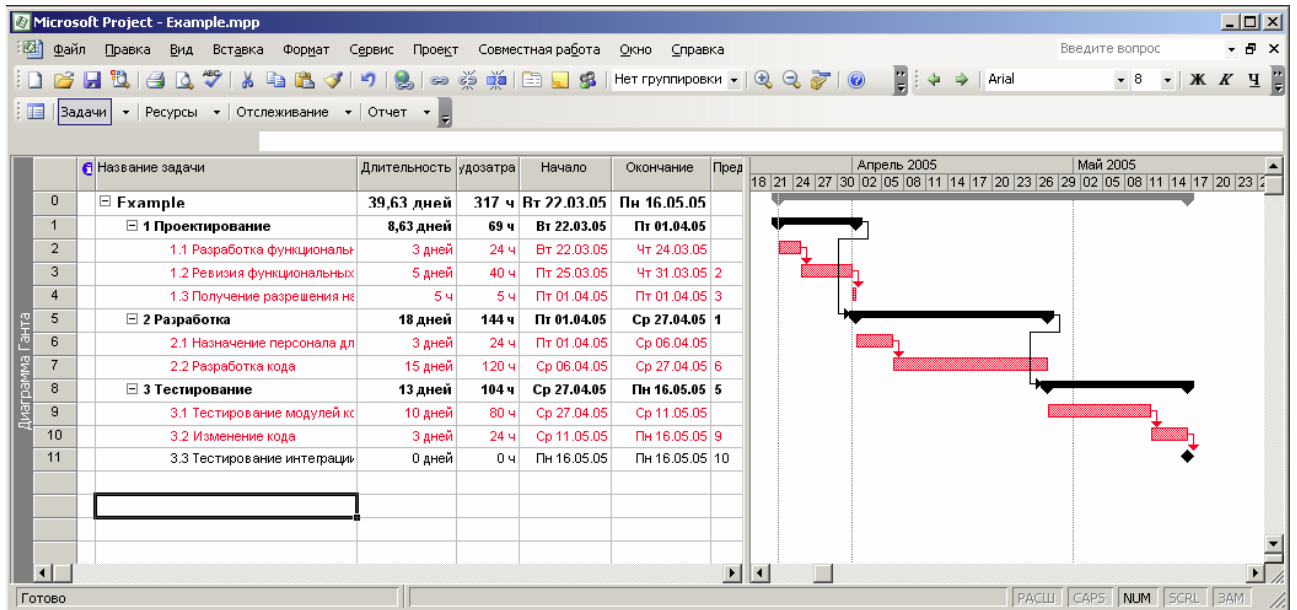 Microsoft Project - Example.mpp
Файл Правка Вид Вставка Формат Сервис Проект Совместная работа Окно Справка Введите вопрос
Нет группировки Arial 8 Ж К Ч
Задачи Ресурсы Отслеживание Отчет
Название задачи Длительность удозатра Начало Окончание Пред Апрель 2005 Май 2005
18 21 24 27 30 02 05 08 11 14 17 20 23 26 29 02 05 08 11 14 17 20 23
0 Example 39,63 дней 317 ч Вт 22.03.05 Пн 16.05.05
1 1 Проектирование 8,63 дней 69 ч Вт 22.03.05 Пт 01.04.05
2 1.1 Разработка функциональн 3 дней 24 ч Вт 22.03.05 Чт 24.03.05
3 1.2 Ревизия функциональных 5 дней 40 ч Пт 25.03.05 Чт 31.03.05 2
4 1.3 Получение разрешения на 5 ч 5 ч Пт 01.04.05 Пт 01.04.05 3
5 2 Разработка 18 дней 144 ч Пт 01.04.05 Ср 27.04.05 1
6 2.1 Назначение персонала дл 3 дней 24 ч Пт 01.04.05 Ср 06.04.05
7 2.2 Разработка кода 15 дней 120 ч Ср 06.04.05 Ср 27.04.05 6
8 3 Тестирование 13 дней 104 ч Ср 27.04.05 Пн 16.05.05 5
9 3.1 Тестирование модулей кс 10 дней 80 ч Ср 27.04.05 Ср 11.05.05
10 3.2 Изменение кода 3 дней 24 ч Ср 11.05.05 Пн 16.05.05 9
11 3.3 Тестирование интеграции 0 дней 0 ч Пн 16.05.05 Пн 16.05.05 10
Диаграмма Ганта
Готово РАСШ CAPS NUM SCRL ЗАМ